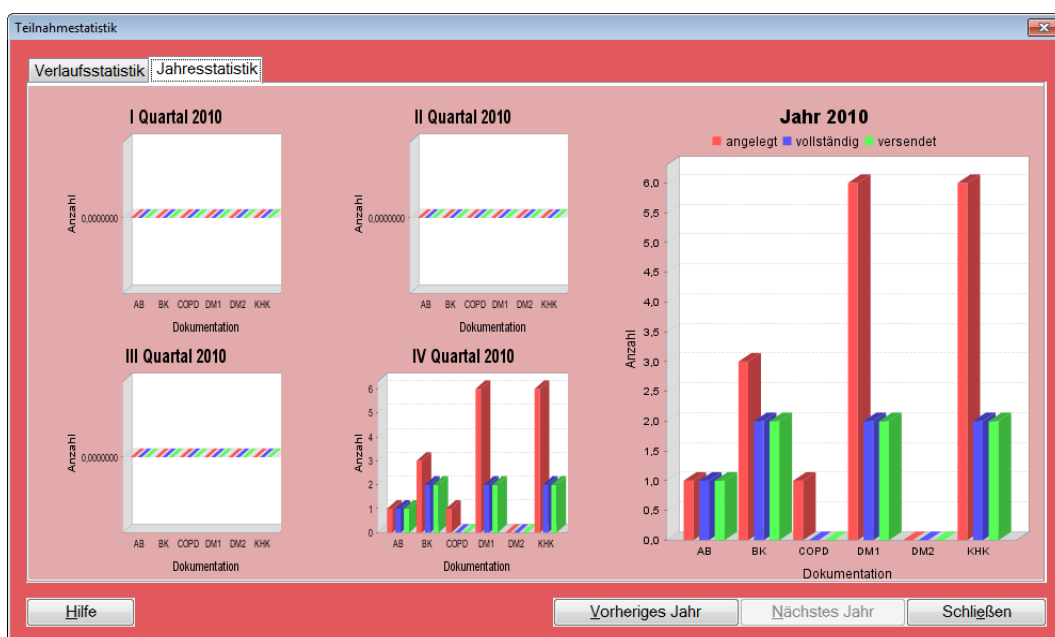 Teilnahmestatistik
Verlaufsstatistik Jahresstatistik
I Quartal 2010
Anzahl
0,0000000
AB BK COPD DM1 DM2 KHK
Dokumentation
II Quartal 2010
Anzahl
0,0000000
AB BK COPD DM1 DM2 KHK
Dokumentation
III Quartal 2010
Anzahl
0,0000000
AB BK COPD DM1 DM2 KHK
Dokumentation
IV Quartal 2010
Anzahl
6
5
4
3
2
1
0
AB BK COPD DM1 DM2 KHK
Dokumentation
Jahr 2010
angelegt vollständig versendet
Anzahl
6,0
5,5
5,0
4,5
4,0
3,5
3,0
2,5
2,0
1,5
1,0
0,5
0,0
AB BK COPD DM1 DM2 KHK
Dokumentation
Hilfe Vorheriges Jahr Nächstes Jahr Schließen